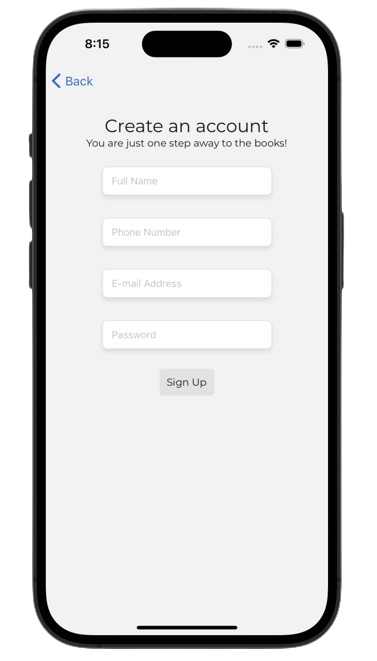 8:15
Back
Create an account
You are just one step away to the books!
Full Name
Phone Number
E-mail Address
Password
Sign Up